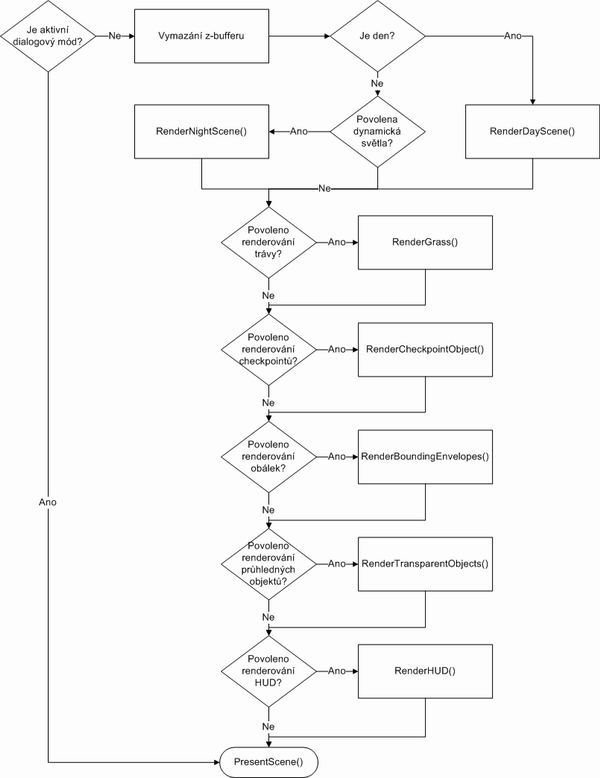 Je aktivní
dialogový mód?
Ne
Vymazání z-bufferu
Je den?
Ano
Ne
RenderNightScene()
Ano
Povolena
dynamická
světla?
RenderDayScene()
Ne
Povoleno
renderování
trávy?
Ano
RenderGrass()
Ne
Povoleno
renderování
checkpointů?
Ano
RenderCheckpointObject()
Ne
Povoleno
renderování
obálek?
Ano
RenderBoundingEnvelopes()
Ano
Ne
Povoleno
renderování
průhledných
objektů?
Ano
RenderTransparentObjects()
Ne
Povoleno
renderování
HUD?
Ano
RenderHUD()
Ne
PresentScene()